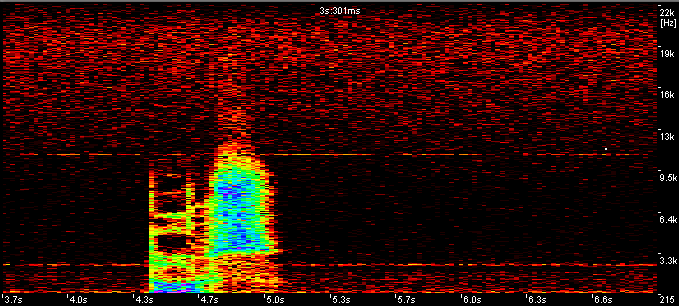 3s.301ms
22k
[Hz]
19k
16k
13k
9.5k
6.4k
3.3k
216
3.7s 4.0s 4.3s 4.7s 5.0s 5.3s 5.7s 6.0s 6.3s 6.6s